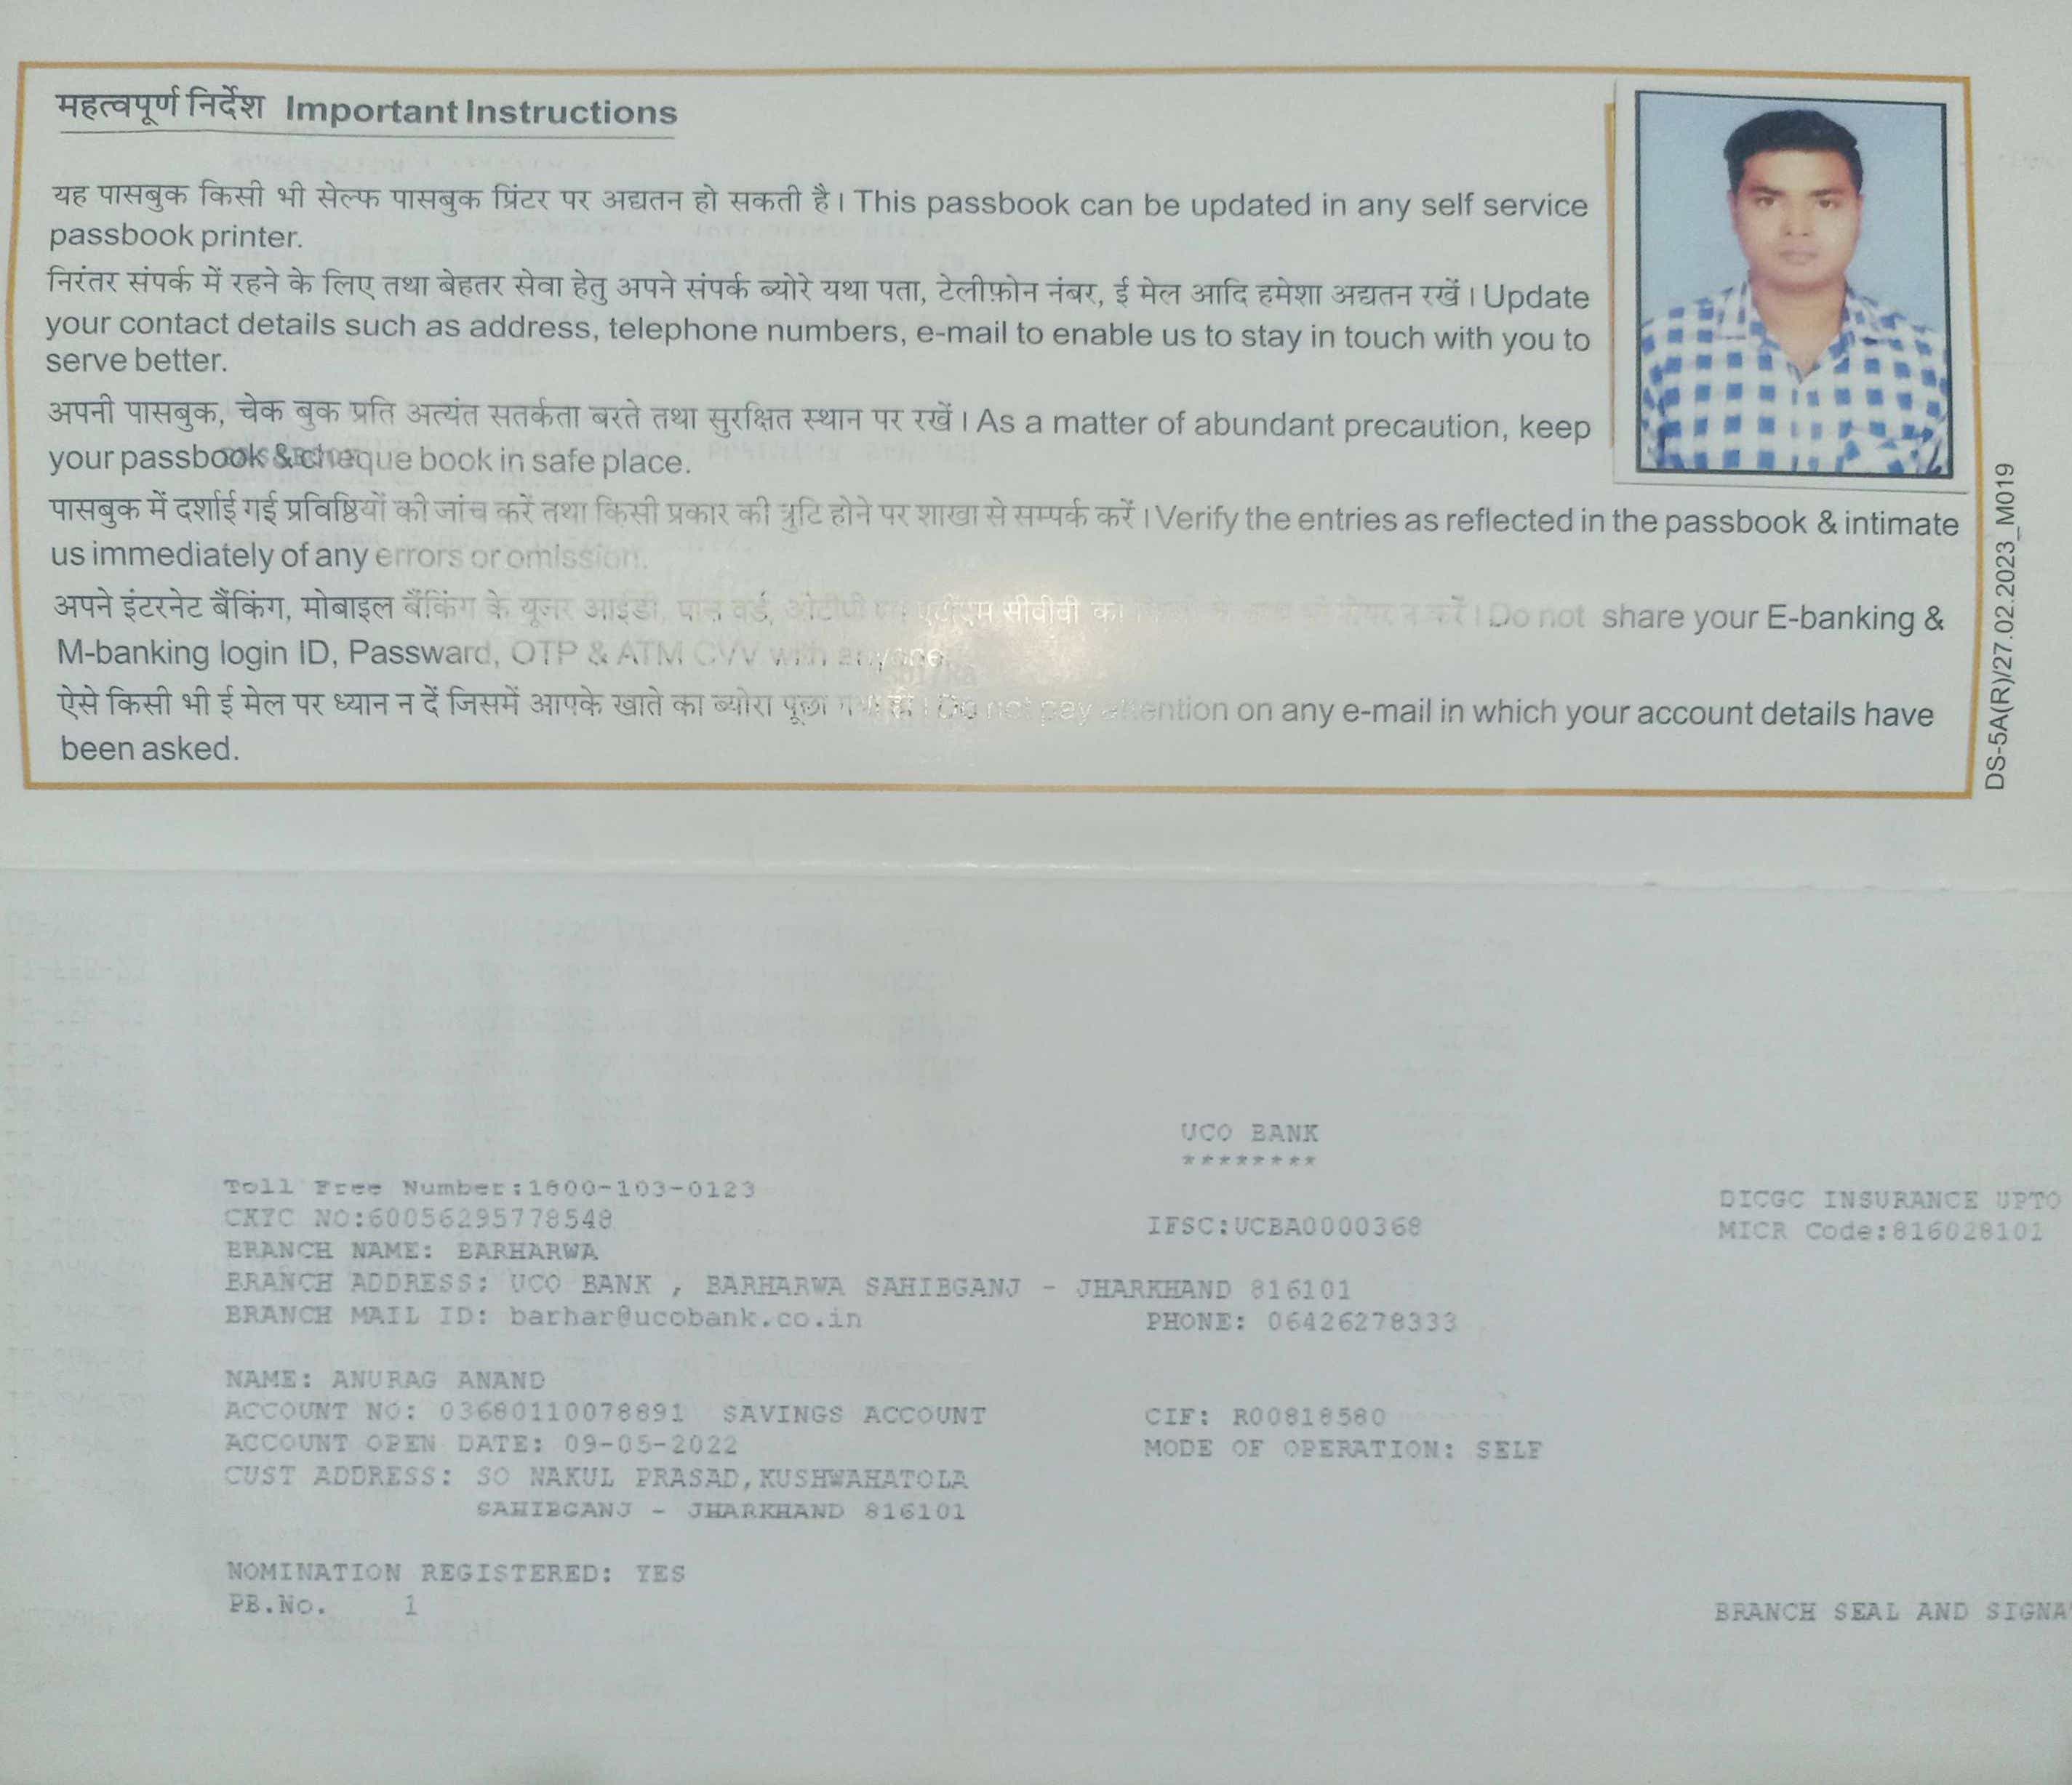 महत्वपूर्ण निर्देश Important Instructions
यह पासबुक किसी भी सेल्फ पासबुक प्रिंटर पर अद्यतन हो सकती है। This passbook can be updated in any self service
passbook printer.
निरंतर संपर्क में रहने के लिए तथा बेहतर सेवा हेतु अपने संपर्क ब्योरे यथा पता, टेलीफ़ोन नंबर, ई मेल आदि हमेशा अद्यतन रखें। Update
your contact details such as address, telephone numbers, e-mail to enable us to stay in touch with you to
serve better.
अपनी पासबुक, चेक बुक प्रति अत्यंत सतर्कता बरते तथा सुरक्षित स्थान पर रखें। As a matter of abundant precaution, keep
your passbook & cheque book in safe place.
पासबुक में दर्शाई गई प्रविष्ठियों की जांच करें तथा किसी प्रकार की त्रुटि होने पर शाखा से सम्पर्क करें। Verify the entries as reflected in the passbook & intimate
us immediately of any errors or omission.
अपने इंटरनेट बैंकिंग, मोबाइल बैंकिंग के यूजर आईडी, पास वर्ड, ओटीपी एवं एटीएम सीवीवी को न करें। Do not share your E-banking &
M-banking login ID, Passward, OTP & ATM CVV with anyone.
ऐसे किसी भी ई मेल पर ध्यान न दें जिसमें आपके खाते का ब्योरा पूछा गया हो। Do not pay attention on any e-mail in which your account details have
been asked.
DS-5A(R)/27.02.2023_M019
UCO BANK
********
Toll Free Number:1800-103-0123
DICGC INSURANCE UPTO
CKYC NO:60056295778548 IFSC:UCBA0000368 MICR Code:816028101
BRANCH NAME: BARHARWA
BRANCH ADDRESS: UCO BANK , BARHARWA SAHIBGANJ - JHARKHAND 816101
BRANCH MAIL ID: barhar@ucobank.co.in PHONE: 06426278333
NAME: ANURAG ANAND
ACCOUNT NO: 03680110078891 SAVINGS ACCOUNT CIF: R00818580
ACCOUNT OPEN DATE: 09-05-2022 MODE OF OPERATION: SELF
CUST ADDRESS: SO NAKUL PRASAD,KUSHWAHATOLA
SAHIBGANJ - JHARKHAND 816101
NOMINATION REGISTERED: YES
PB.No. 1
BRANCH SEAL AND